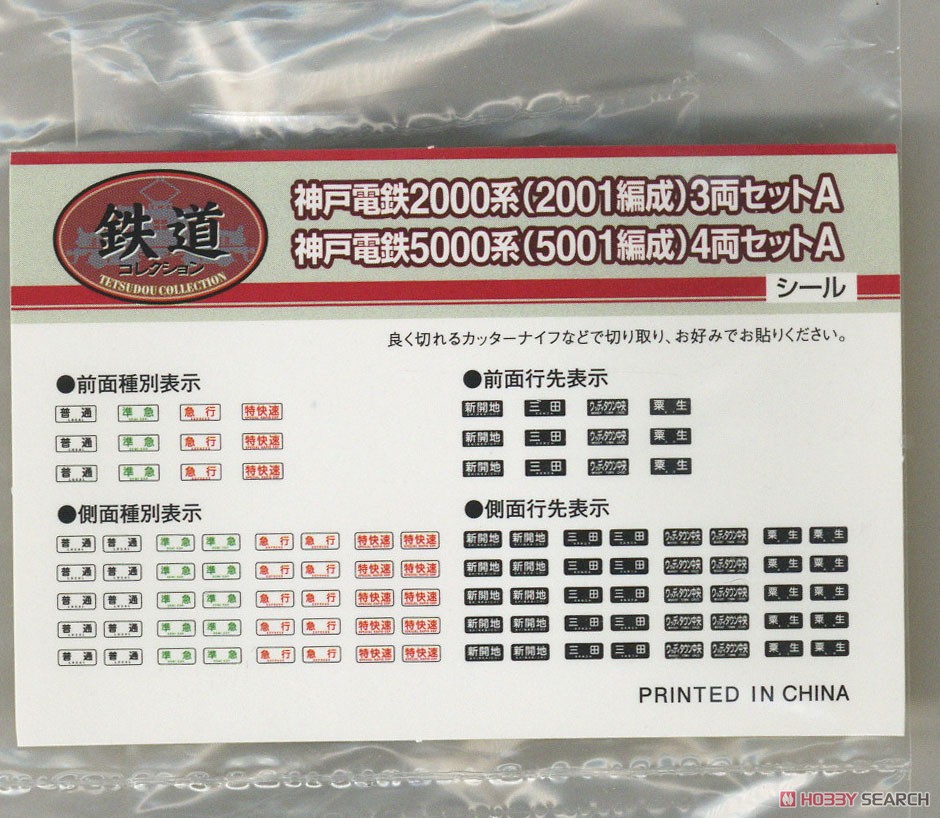 鉄道
コレクション
TETSUDOU COLLECTION
神戸電鉄2000系(2001編成)3両セットA
神戸電鉄5000系(5001編成)4両セットA
シール
良く切れるカッターナイフなどで切り取り、お好みでお貼りください。
●前面種別表示
普通 準急 急行 特快速
普通 準急 急行 特快速
普通 準急 急行 特快速
●前面行先表示
新開地 三田 ウッディタウン中央 粟生
新開地 三田 ウッディタウン中央 粟生
新開地 三田 ウッディタウン中央 粟生
●側面種別表示
普通 普通 準急 準急 急行 急行 特快速 特快速
普通 普通 準急 準急 急行 急行 特快速 特快速
普通 普通 準急 準急 急行 急行 特快速 特快速
普通 普通 準急 準急 急行 急行 特快速 特快速
普通 普通 準急 準急 急行 急行 特快速 特快速
●側面行先表示
新開地 新開地 三田 三田 ウッディタウン中央 ウッディタウン中央 粟生 粟生
新開地 新開地 三田 三田 ウッディタウン中央 ウッディタウン中央 粟生 粟生
新開地 新開地 三田 三田 ウッディタウン中央 ウッディタウン中央 粟生 粟生
新開地 新開地 三田 三田 ウッディタウン中央 ウッディタウン中央 粟生 粟生
新開地 新開地 三田 三田 ウッディタウン中央 ウッディタウン中央 粟生 粟生
PRINTED IN CHINA
HOBBY SEARCH